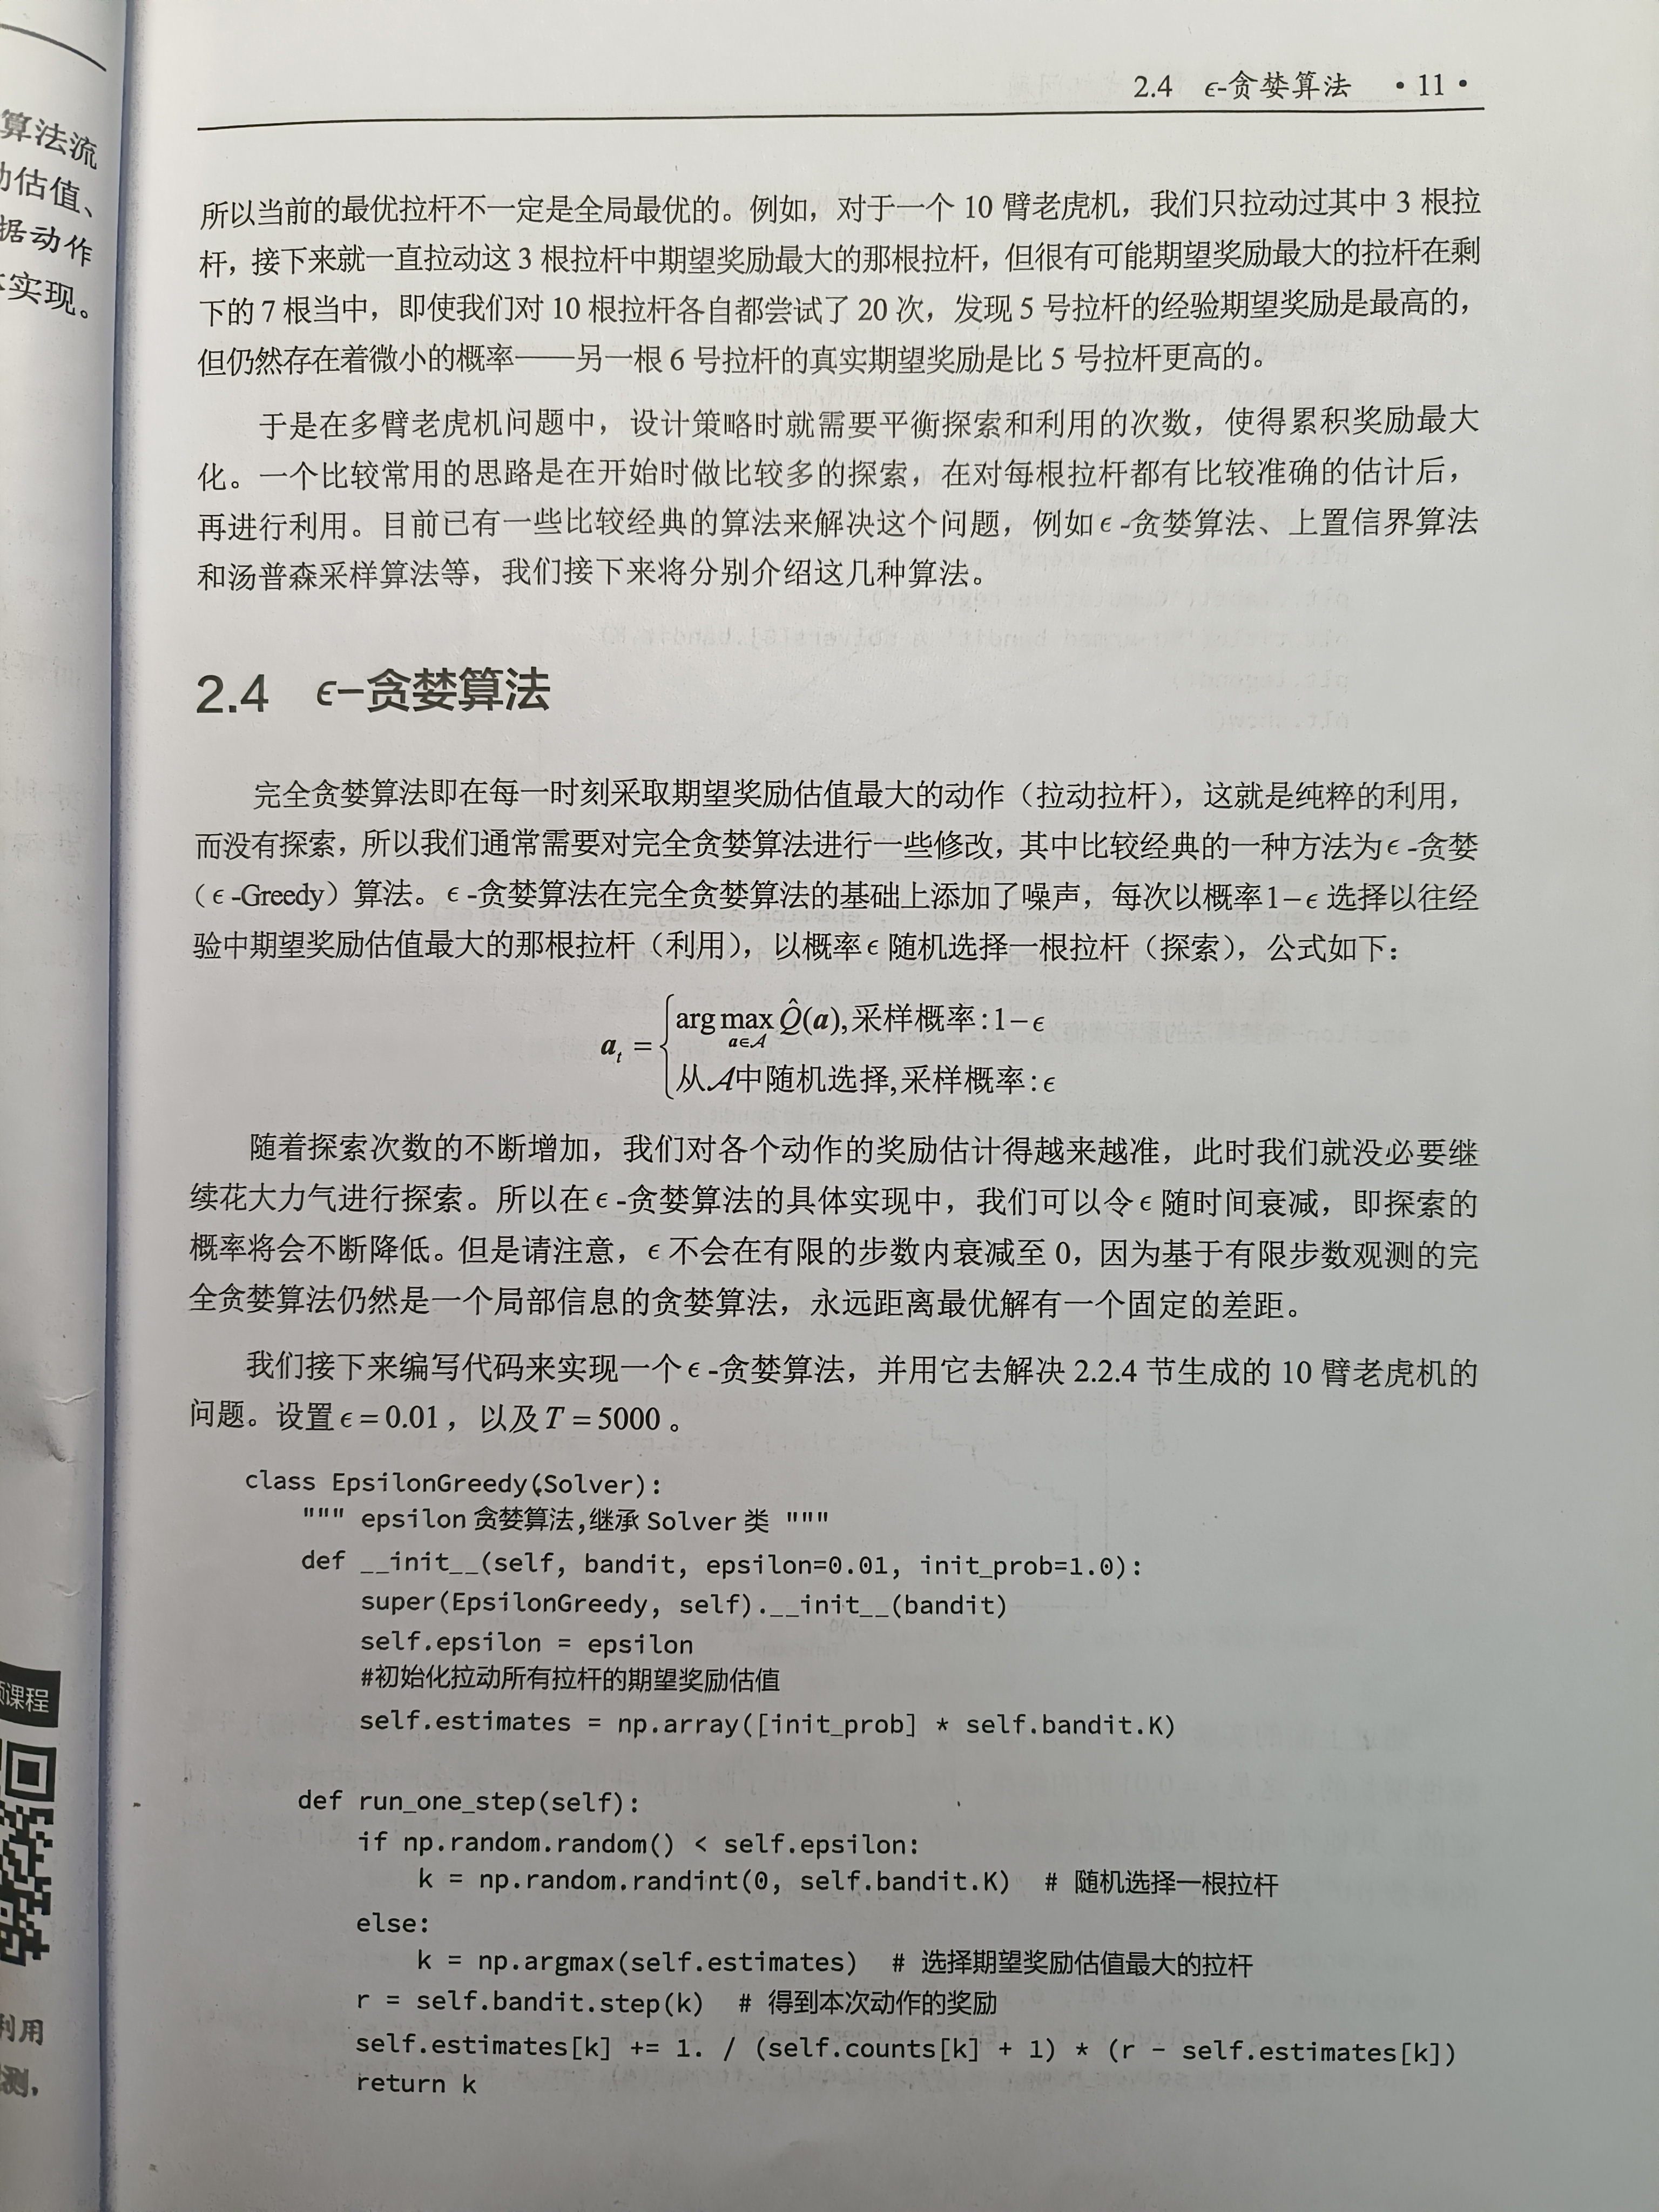 算法流
估值、
据动作
实现。
课程
利用
测,
2.4 ϵ-贪婪算法 ·11·
所以当前的最优拉杆不一定是全局最优的。例如，对于一个 10 臂老虎机，我们只拉动过其中 3 根拉
杆，接下来就一直拉动这 3 根拉杆中期望奖励最大的那根拉杆，但很有可能期望奖励最大的拉杆在剩
下的 7 根当中，即使我们对 10 根拉杆各自都尝试了 20 次，发现 5 号拉杆的经验期望奖励是最高的，
但仍然存在着微小的概率——另一根 6 号拉杆的真实期望奖励是比 5 号拉杆更高的。
于是在多臂老虎机问题中，设计策略时就需要平衡探索和利用的次数，使得累积奖励最大
化。一个比较常用的思路是在开始时做比较多的探索，在对每根拉杆都有比较准确的估计后，
再进行利用。目前已有一些比较经典的算法来解决这个问题，例如 ϵ -贪婪算法、上置信界算法
和汤普森采样算法等，我们接下来将分别介绍这几种算法。
2.4 ϵ-贪婪算法
完全贪婪算法即在每一时刻采取期望奖励估值最大的动作（拉动拉杆），这就是纯粹的利用，
而没有探索，所以我们通常需要对完全贪婪算法进行一些修改，其中比较经典的一种方法为 ϵ -贪婪
（ϵ -Greedy）算法。ϵ -贪婪算法在完全贪婪算法的基础上添加了噪声，每次以概率 1−ϵ 选择以往经
验中期望奖励估值最大的那根拉杆（利用），以概率 ϵ 随机选择一根拉杆（探索），公式如下：
a_t = { arg max_{a∈𝒜} Q̂(a),采样概率:1−ϵ
从𝒜中随机选择,采样概率:ϵ
随着探索次数的不断增加，我们对各个动作的奖励估计得越来越准，此时我们就没必要继
续花大力气进行探索。所以在 ϵ -贪婪算法的具体实现中，我们可以令 ϵ 随时间衰减，即探索的
概率将会不断降低。但是请注意，ϵ 不会在有限的步数内衰减至 0，因为基于有限步数观测的完
全贪婪算法仍然是一个局部信息的贪婪算法，永远距离最优解有一个固定的差距。
我们接下来编写代码来实现一个 ϵ -贪婪算法，并用它去解决 2.2.4 节生成的 10 臂老虎机的
问题。设置 ϵ = 0.01，以及 T = 5000 。
class EpsilonGreedy(Solver):
""" epsilon 贪婪算法,继承 Solver 类 """
def __init__(self, bandit, epsilon=0.01, init_prob=1.0):
super(EpsilonGreedy, self).__init__(bandit)
self.epsilon = epsilon
#初始化拉动所有拉杆的期望奖励估值
self.estimates = np.array([init_prob] * self.bandit.K)
def run_one_step(self):
if np.random.random() < self.epsilon:
k = np.random.randint(0, self.bandit.K) # 随机选择一根拉杆
else:
k = np.argmax(self.estimates) # 选择期望奖励估值最大的拉杆
r = self.bandit.step(k) # 得到本次动作的奖励
self.estimates[k] += 1. / (self.counts[k] + 1) * (r - self.estimates[k])
return k